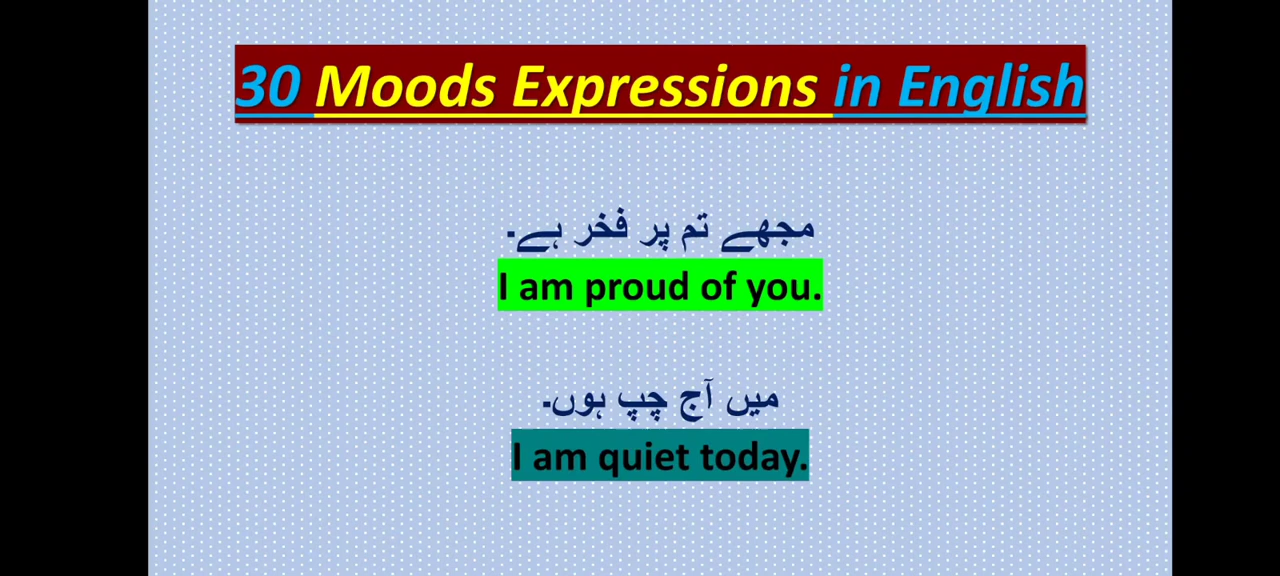 30 Moods Expressions in English
مجھے تم پر فخر ہے۔
I am proud of you.
میں آج چپ ہوں۔
I am quiet today.